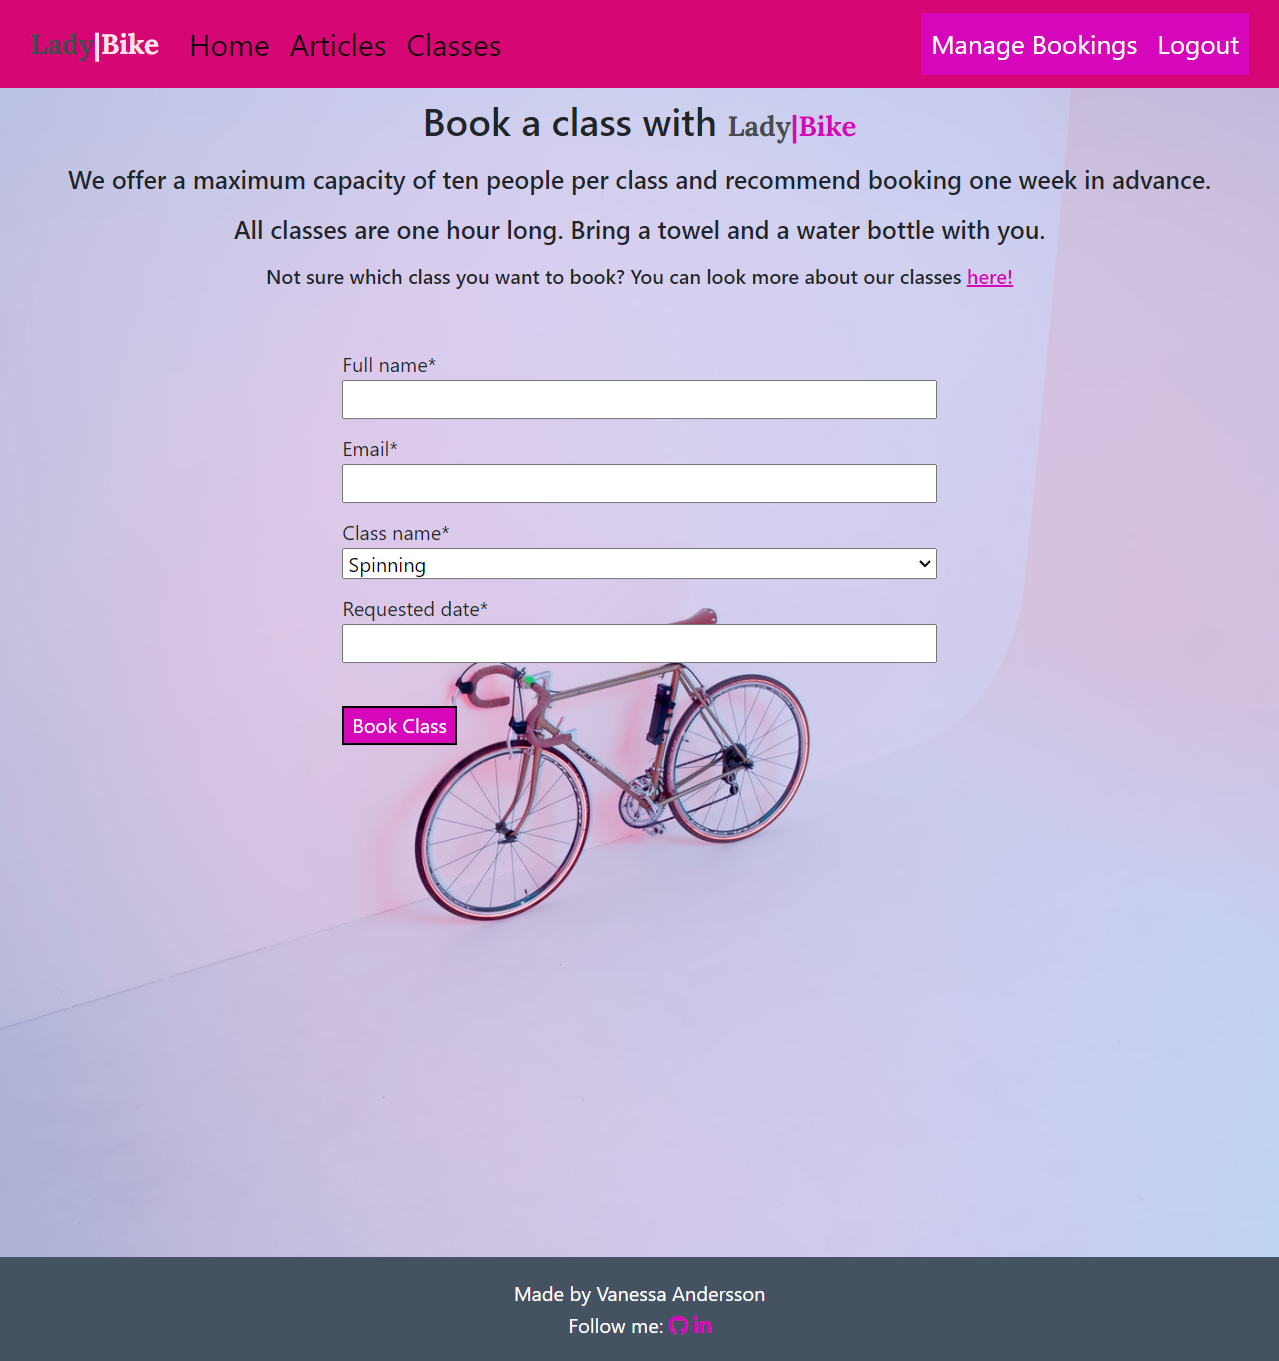 Lady|Bike Home Articles Classes Manage Bookings Logout
Book a class with Lady|Bike
We offer a maximum capacity of ten people per class and recommend booking one week in advance.
All classes are one hour long. Bring a towel and a water bottle with you.
Not sure which class you want to book? You can look more about our classes here!
Full name*
Email*
Class name*
Spinning
Requested date*
Book Class
Made by Vanessa Andersson
Follow me: in